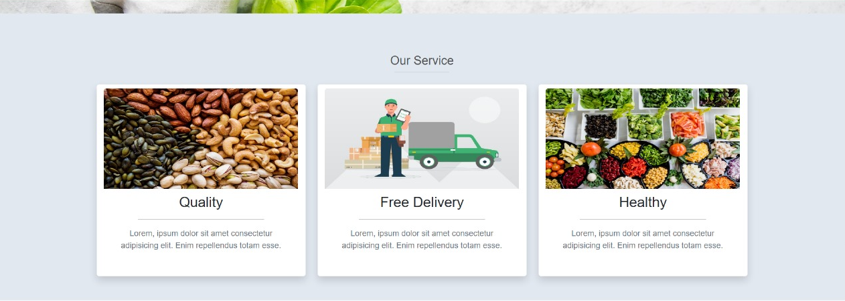 Our Service
Quality
Lorem, ipsum dolor sit amet consectetur
adipisicing elit. Enim repellendus totam esse.
Free Delivery
Lorem, ipsum dolor sit amet consectetur
adipisicing elit. Enim repellendus totam esse.
Healthy
Lorem, ipsum dolor sit amet consectetur
adipisicing elit. Enim repellendus totam esse.